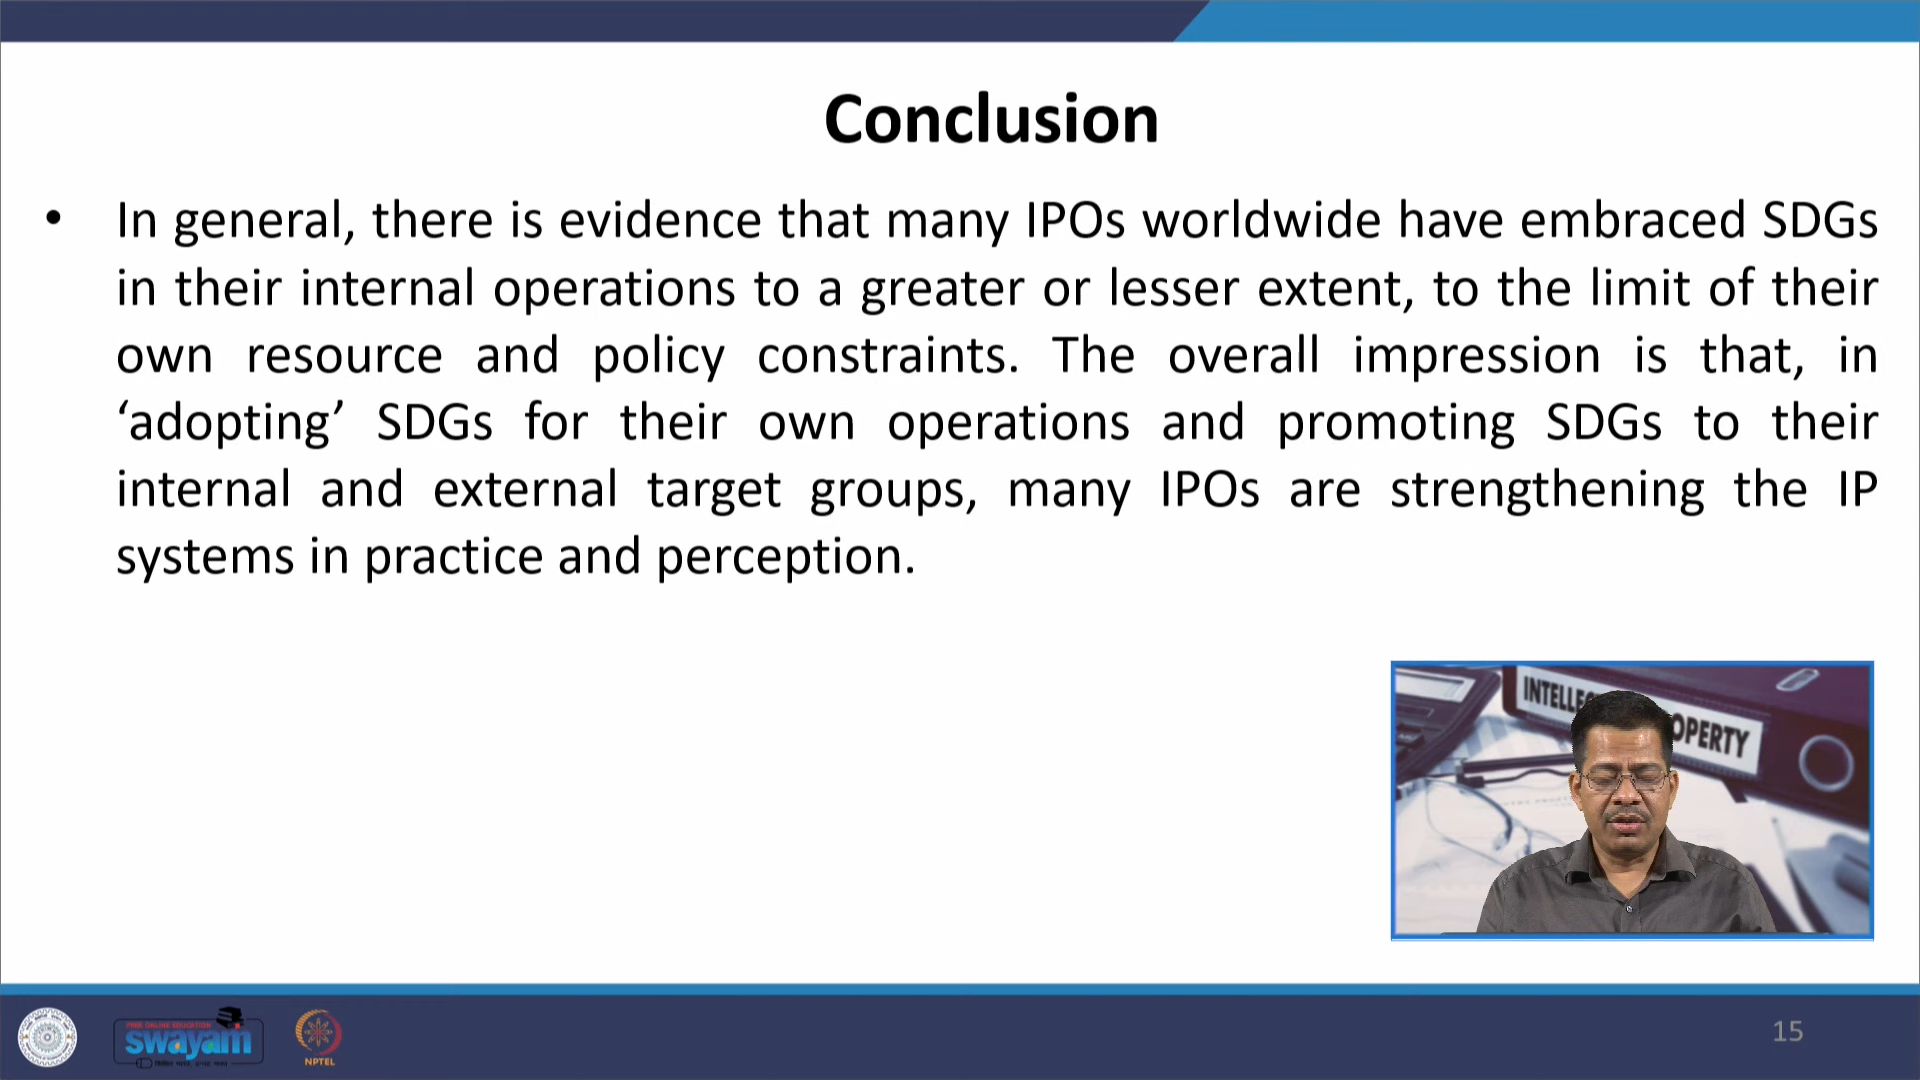 Conclusion
• In general, there is evidence that many IPOs worldwide have embraced SDGs
in their internal operations to a greater or lesser extent, to the limit of their
own resource and policy constraints. The overall impression is that, in
‘adopting’ SDGs for their own operations and promoting SDGs to their
internal and external target groups, many IPOs are strengthening the IP
systems in practice and perception.
INTELLE OPERTY
FREE ONLINE EDUCATION
swayam
NPTEL
15